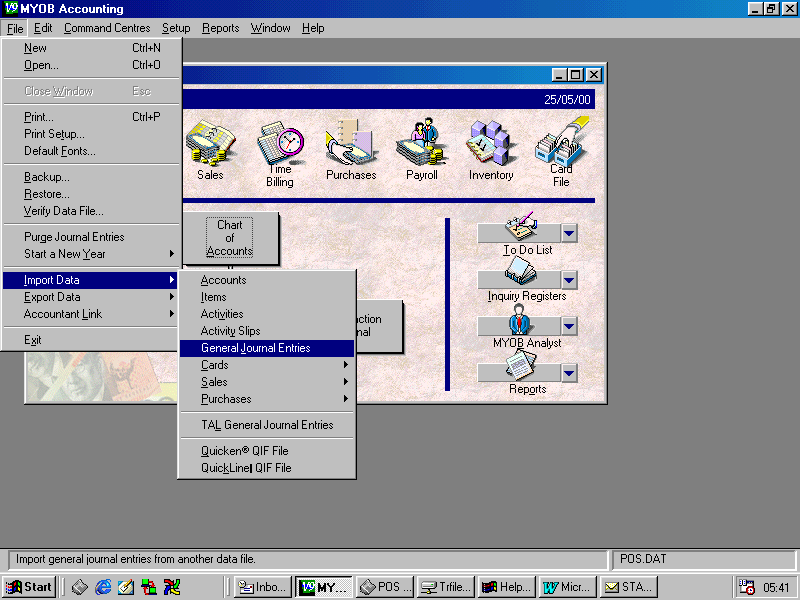 MYOB Accounting
File Edit Command Centres Setup Reports Window Help
New Ctrl+N
Open... Ctrl+O
Close Window Esc
Print... Ctrl+P
Print Setup...
Default Fonts...
Backup...
Restore...
Verify Data File...
Purge Journal Entries
Start a New Year
Import Data
Export Data
Accountant Link
Exit
Accounts
Items
Activities
Activity Slips
General Journal Entries
Cards
Sales
Purchases
TAL General Journal Entries
Quicken® QIF File
QuickLine| QIF File
25/05/00
Sales
Time
Billing
Purchases
Payroll
Inventory
Card
File
Chart
of
Accounts
ction
nal
To Do List
Inquiry Registers
MYOB Analyst
Reports
Import general journal entries from another data file.
POS.DAT
Start
Inbo...
MY...
POS ...
Trfile...
Help...
Micr...
STA...
05:41